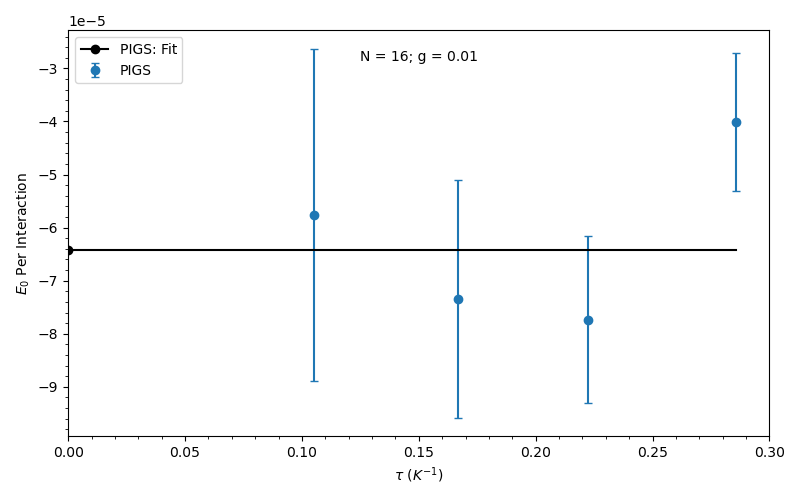 1e−5
PIGS: Fit
PIGS
N = 16; g = 0.01
−3
−4
−5
−6
−7
−8
−9
E₀ Per Interaction
0.00 0.05 0.10 0.15 0.20 0.25 0.30
τ (K⁻¹)